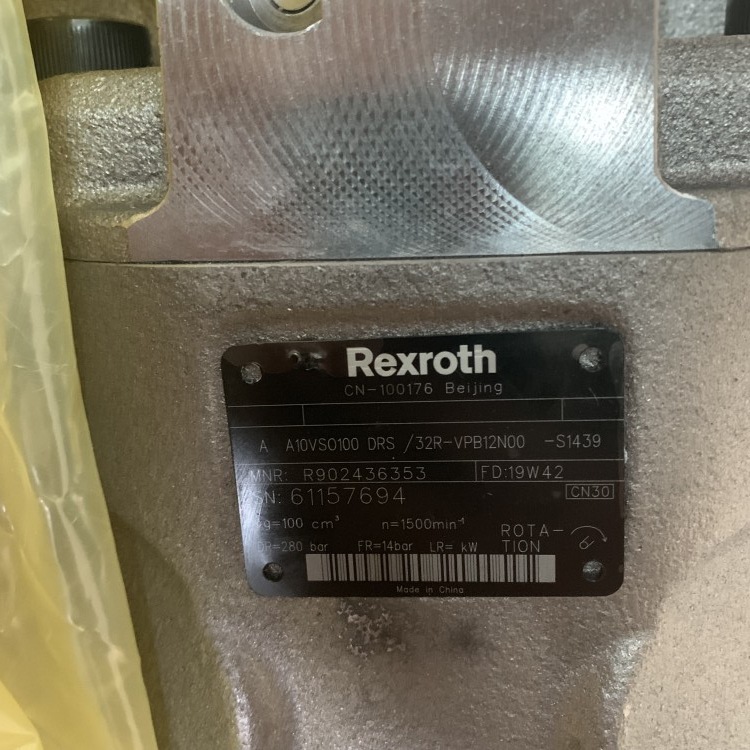 Rexroth
CN-100176 Beijing
A A10VSO100 DRS /32R-VPB12N00 -S1439
MNR: R902436353 FD:19W42
SN: 61157694 CN30
Vg=100 cm³ n=1500min⁻¹
DR=280 bar FR=14bar LR= kW
ROTA-
TION
Made in China